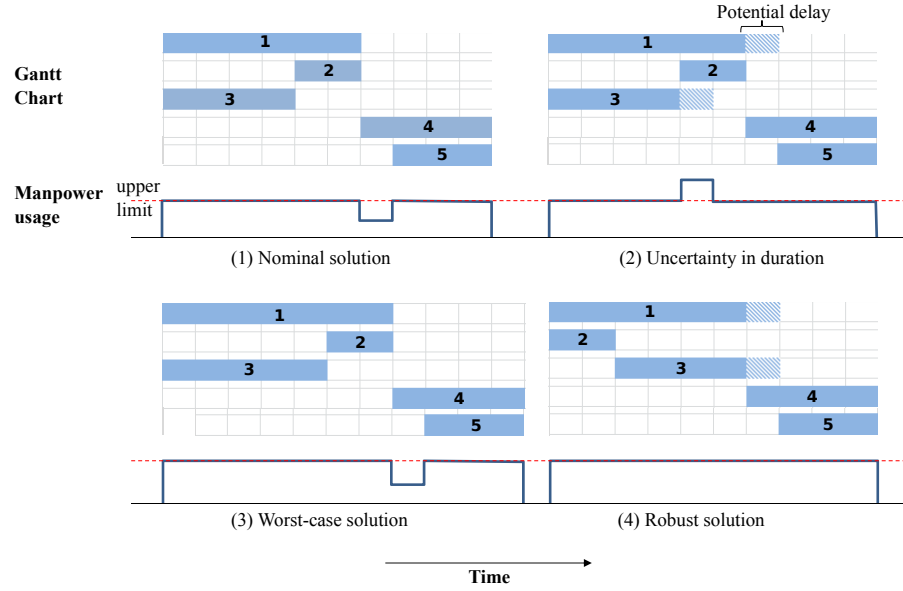 Potential delay
Gantt
Chart
1
2
3
4
5
1
2
3
4
5
Manpower
usage
upper
limit
(1) Nominal solution
(2) Uncertainty in duration
1
2
3
4
5
1
2
3
4
5
(3) Worst-case solution
(4) Robust solution
Time